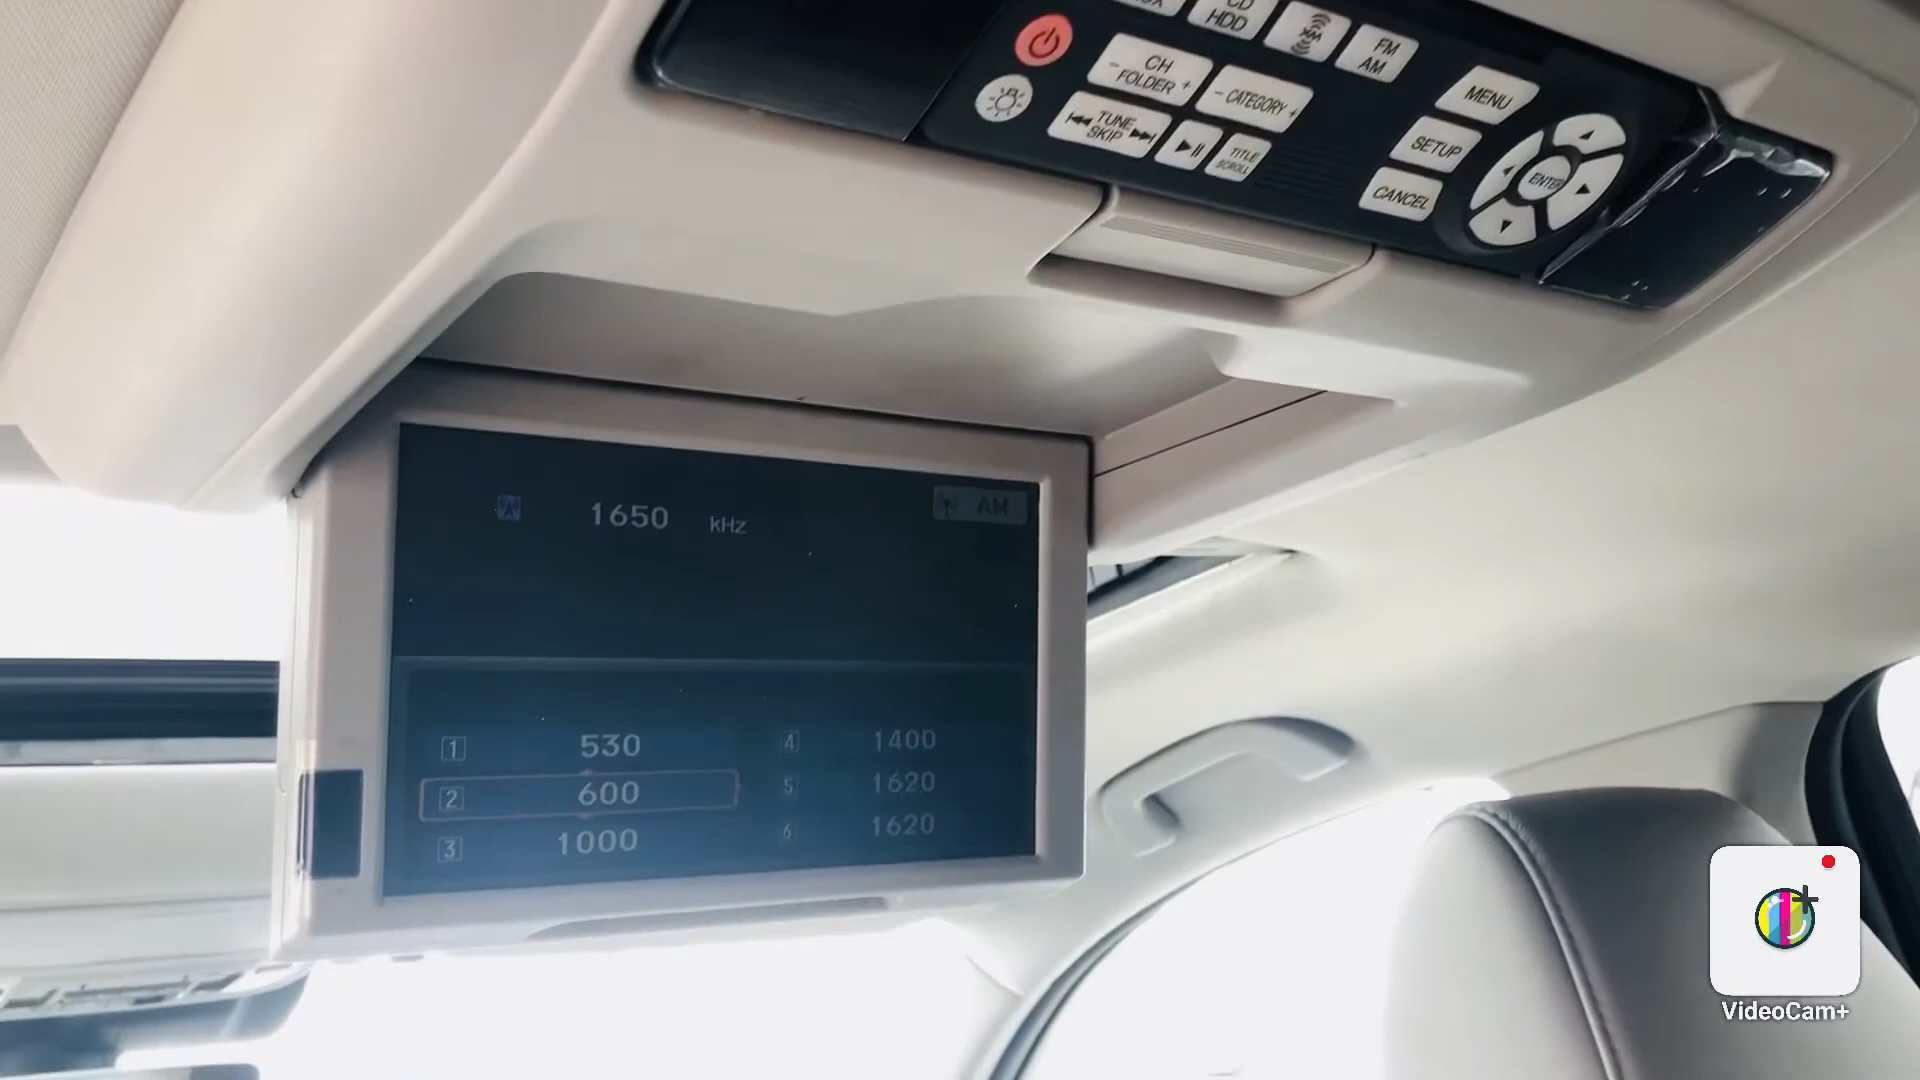 CD
HDD
XM
FM
AM
- CH +
FOLDER
- CATEGORY +
TUNE
SKIP
TITLE
SCROLL
MENU
SETUP
CANCEL
ENTER
1650 kHz
AM
1 530
2 600
3 1000
4 1400
5 1620
6 1620
VideoCam+